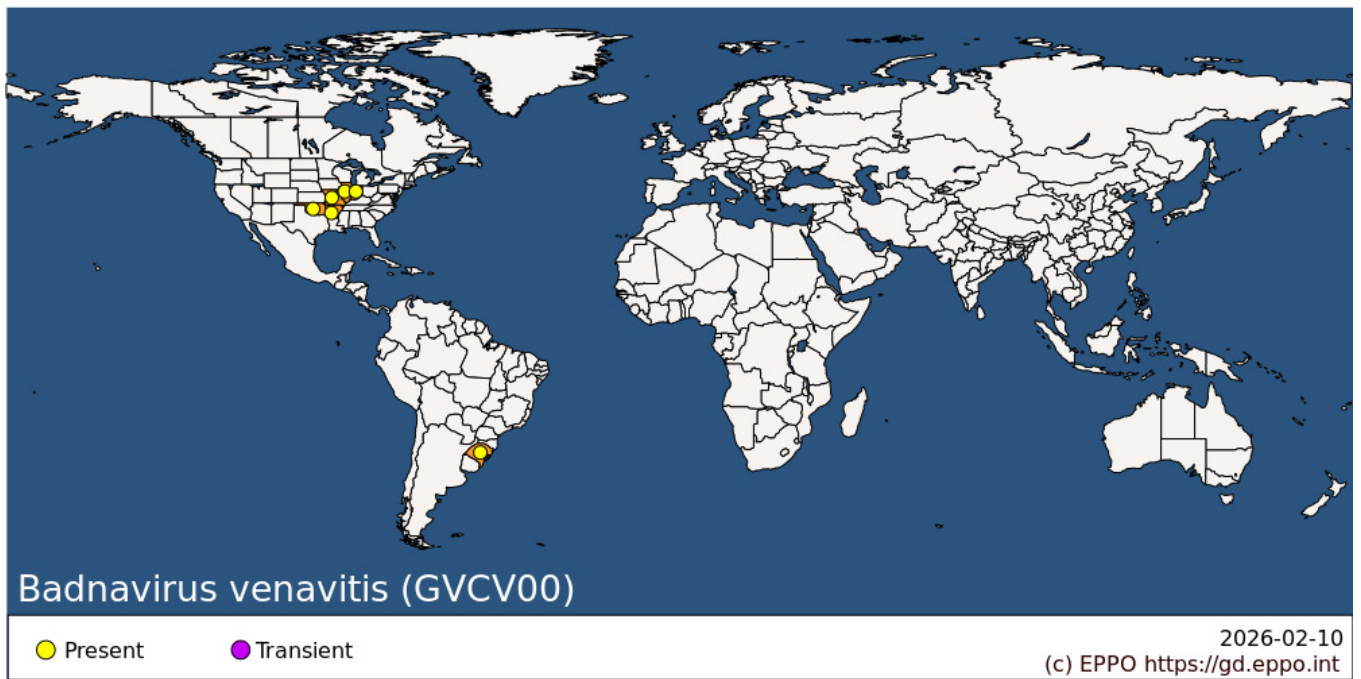 Badnavirus venavitis (GVCV00)
Present
Transient
2026-02-10
(c) EPPO https://gd.eppo.int